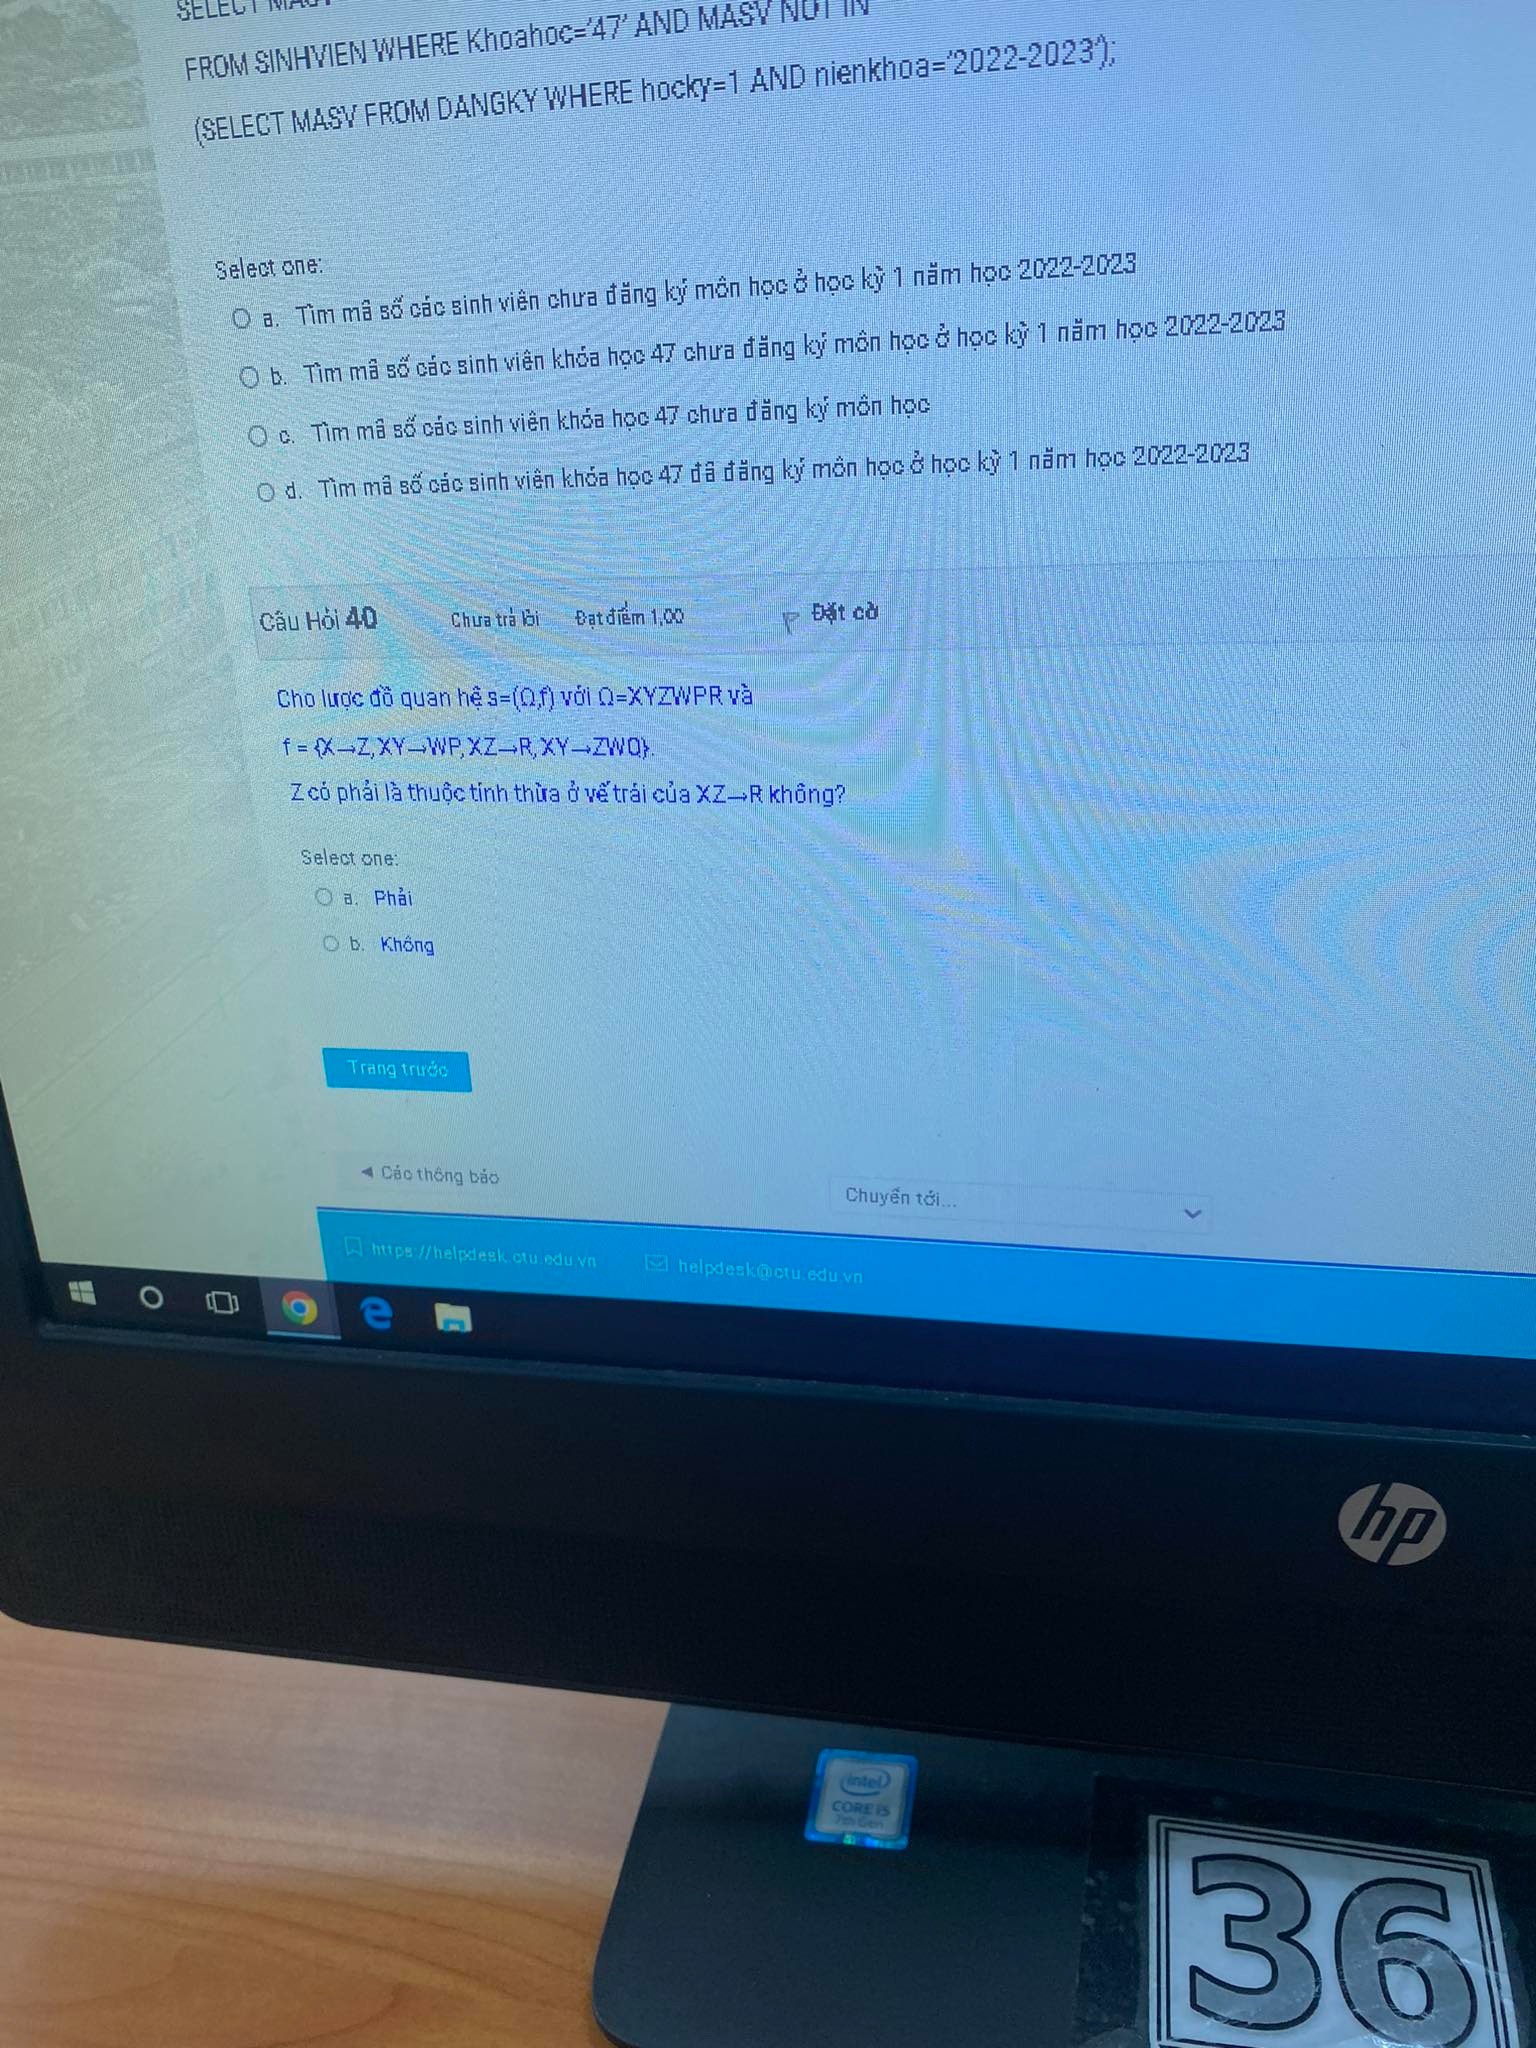 SELECT
FROM SINHVIEN WHERE Khoahoc='47' AND MASV NOT IN
(SELECT MASV FROM DANGKY WHERE hocky=1 AND nienkhoa='2022-2023');
Select one:
a. Tìm mã số các sinh viên chưa đăng ký môn học ở học kỳ 1 năm học 2022-2023
b. Tìm mã số các sinh viên khóa học 47 chưa đăng ký môn học ở học kỳ 1 năm học 2022-2023
c. Tìm mã số các sinh viên khóa học 47 chưa đăng ký môn học
d. Tìm mã số các sinh viên khóa học 47 đã đăng ký môn học ở học kỳ 1 năm học 2022-2023
Câu Hỏi 40 Chưa trả lời Đạt điểm 1,00 Đặt cờ
Cho lược đồ quan hệ s=(Ω,f) với Ω=XYZWPR và
f = {X→Z, XY→WP, XZ→R, XY→ZWQ}.
Z có phải là thuộc tính thừa ở vế trái của XZ→R không?
Select one:
a. Phải
b. Không
Trang trước
◄ Các thông báo
Chuyển tới...
https://helpdesk.ctu.edu.vn helpdesk@ctu.edu.vn
hp
intel
CORE i5
7th Gen
36